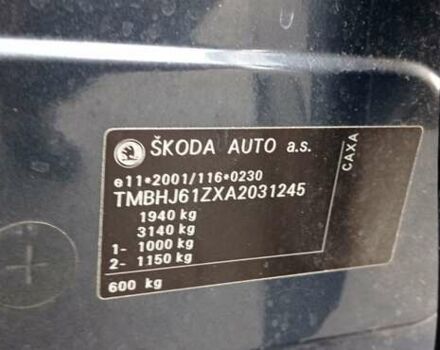 ŠKODA AUTO a.s.
e11*2001/116*0230
TMBHJ61ZXA2031245
1940 kg
3140 kg
1- 1000 kg
2- 1150 kg
600 kg
CAXA